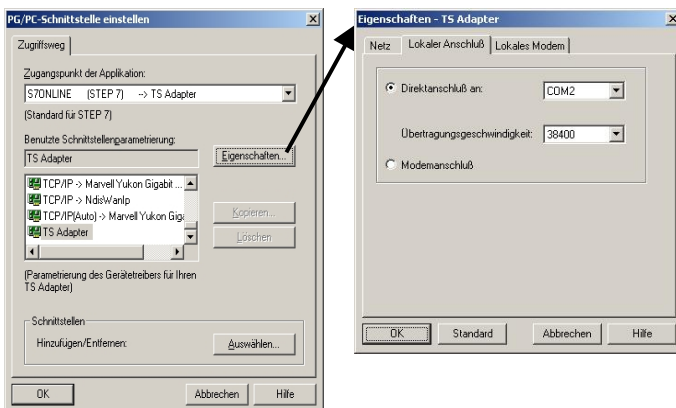 PG/PC-Schnittstelle einstellen
Zugriffsweg
Zugangspunkt der Applikation:
S7ONLINE (STEP 7) --> TS Adapter
(Standard für STEP 7)
Benutzte Schnittstellenparametrierung:
TS Adapter
Eigenschaften...
TCP/IP -> Marvell Yukon Gigabit ...
TCP/IP -> NdisWanIp
TCP/IP(Auto) -> Marvell Yukon Giga
TS Adapter
Kopieren...
Löschen
(Parametrierung des Gerätetreibers für Ihren
TS Adapter)
Schnittstellen
Hinzufügen/Entfernen:
Auswählen...
OK
Abbrechen
Hilfe
Eigenschaften - TS Adapter
Netz
Lokaler Anschluß
Lokales Modem
Direktanschluß an:
COM2
Übertragungsgeschwindigkeit:
38400
Modemanschluß
OK
Standard
Abbrechen
Hilfe